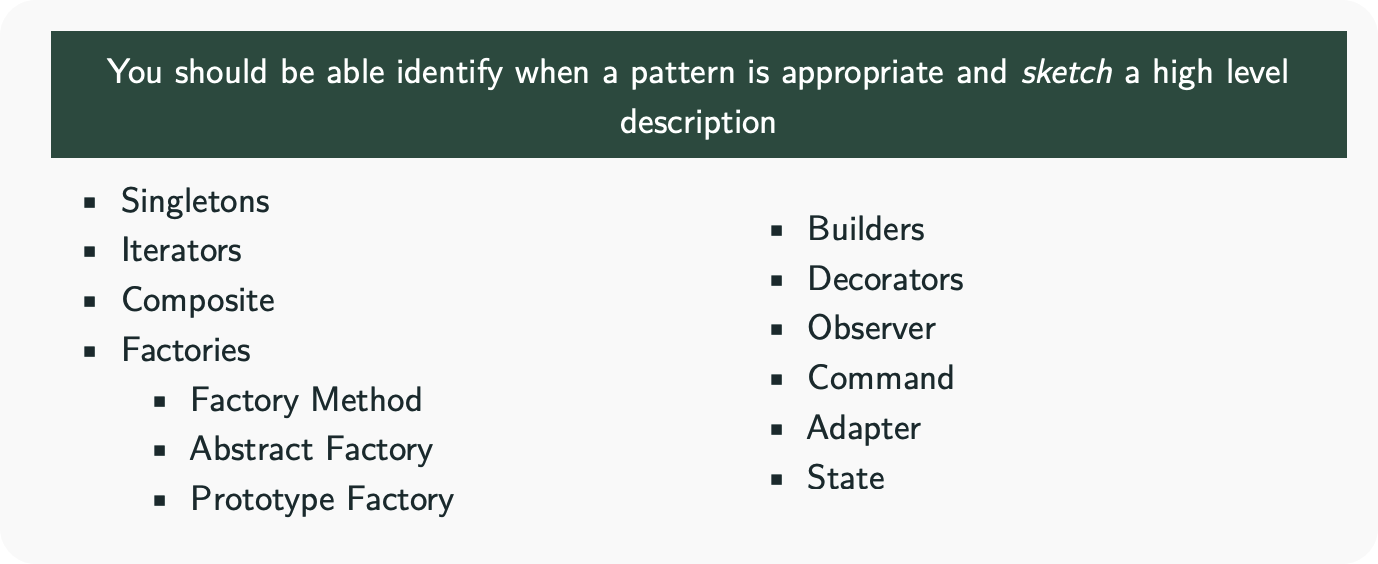 You should be able identify when a pattern is appropriate and sketch a high level
description
Singletons
Iterators
Composite
Factories
Factory Method
Abstract Factory
Prototype Factory
Builders
Decorators
Observer
Command
Adapter
State